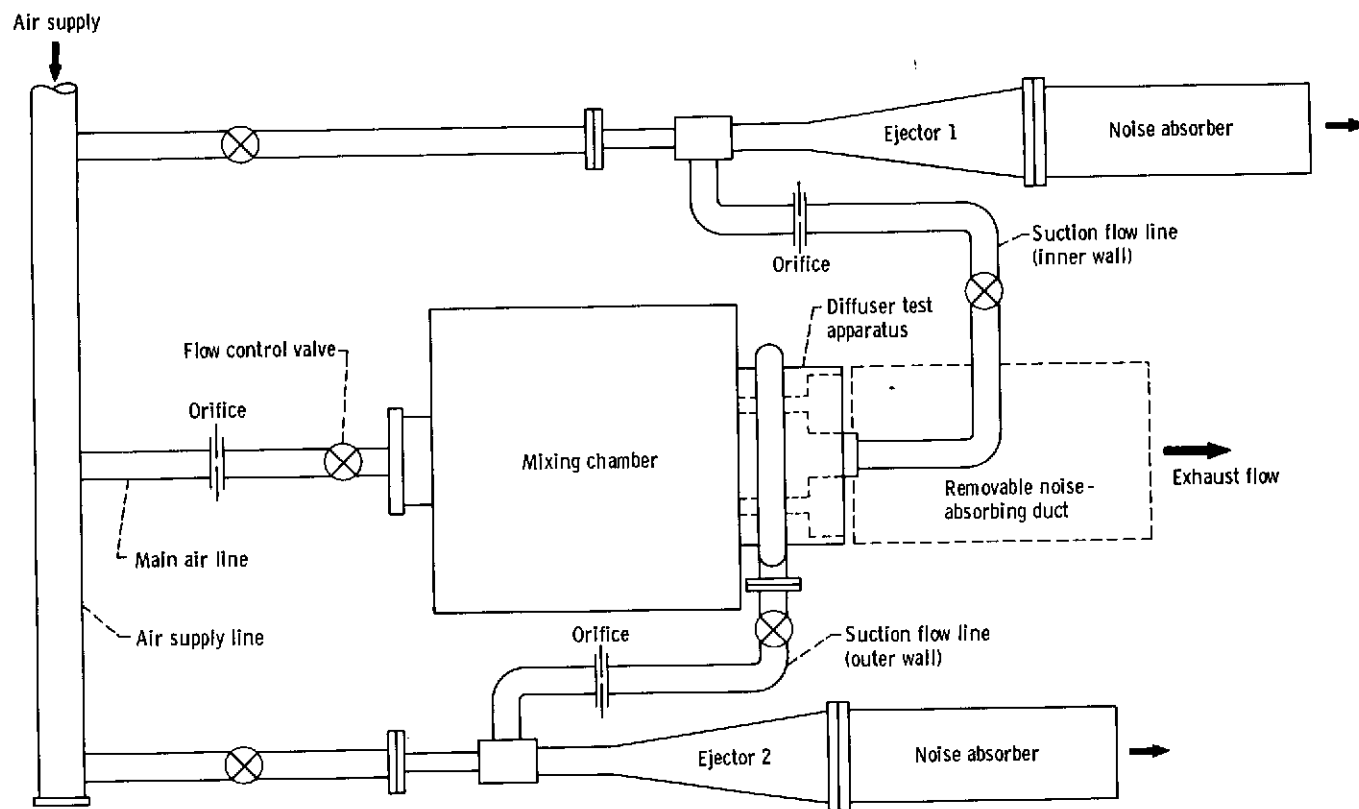 Air supply
Ejector 1
Noise absorber
Suction flow line
(inner wall)
Orifice
Diffuser test
apparatus
Flow control valve
Orifice
Mixing chamber
Exhaust flow
Removable noise-
absorbing duct
Main air line
Air supply line
Orifice
Suction flow line
(outer wall)
Ejector 2
Noise absorber